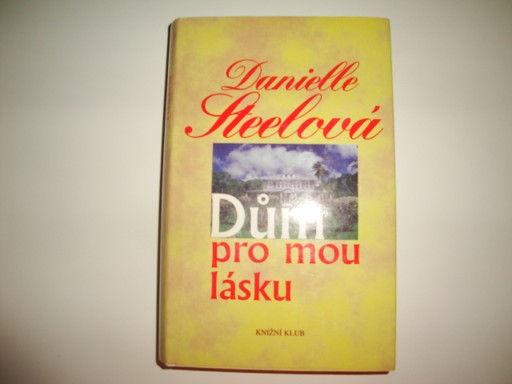 Danielle
Steelová
Dům
pro mou
lásku
KNIŽNÍ KLUB